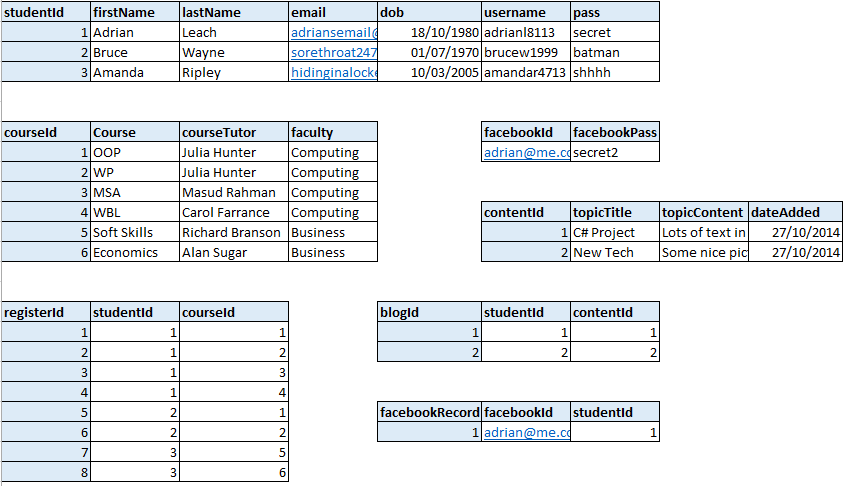 studentId firstName lastName email dob username pass
1 Adrian Leach adriansemail@ 18/10/1980 adrianl8113 secret
2 Bruce Wayne sorethroat247 01/07/1970 brucew1999 batman
3 Amanda Ripley hidinginalocke 10/03/2005 amandar4713 shhhh
courseId Course courseTutor faculty
1 OOP Julia Hunter Computing
2 WP Julia Hunter Computing
3 MSA Masud Rahman Computing
4 WBL Carol Farrance Computing
5 Soft Skills Richard Branson Business
6 Economics Alan Sugar Business
facebookId facebookPass
adrian@me.co secret2
contentId topicTitle topicContent dateAdded
1 C# Project Lots of text in 27/10/2014
2 New Tech Some nice pic 27/10/2014
registerId studentId courseId
1 1 1
2 1 2
3 1 3
4 1 4
5 2 1
6 2 2
7 3 5
8 3 6
blogId studentId contentId
1 1 1
2 2 2
facebookRecord facebookId studentId
1 adrian@me.co 1